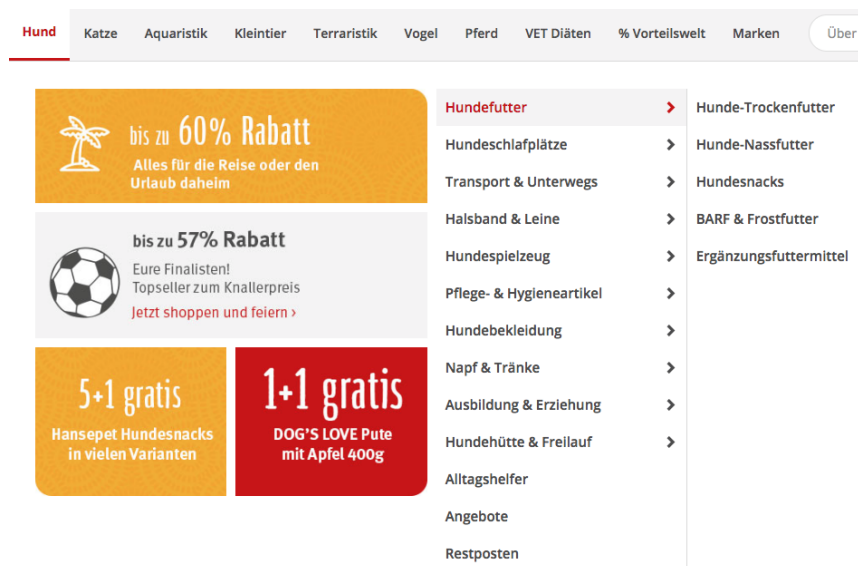 Hund
Katze
Aquaristik
Kleintier
Terraristik
Vogel
Pferd
VET Diäten
% Vorteilswelt
Marken
Über
bis zu 60% Rabatt
Alles für die Reise oder den
Urlaub daheim
bis zu 57% Rabatt
Eure Finalisten!
Topseller zum Knallerpreis
Jetzt shoppen und feiern ›
5+1 gratis
Hansepet Hundesnacks
in vielen Varianten
1+1 gratis
DOG'S LOVE Pute
mit Apfel 400g
Hundefutter
Hundeschlafplätze
Transport & Unterwegs
Halsband & Leine
Hundespielzeug
Pflege- & Hygieneartikel
Hundebekleidung
Napf & Tränke
Ausbildung & Erziehung
Hundehütte & Freilauf
Alltagshelfer
Angebote
Restposten
Hunde-Trockenfutter
Hunde-Nassfutter
Hundesnacks
BARF & Frostfutter
Ergänzungsfuttermittel